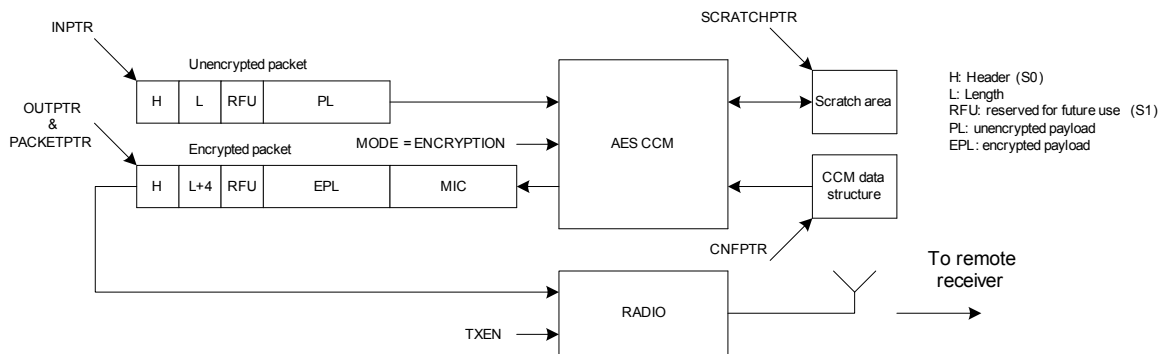 SCRATCHPTR
INPTR
Unencrypted packet
H L RFU PL
OUTPTR
&
PACKETPTR
MODE = ENCRYPTION
Encrypted packet
H L+4 RFU EPL MIC
AES CCM
Scratch area
CCM data
structure
CNFPTR
H: Header (S0)
L: Length
RFU: reserved for future use (S1)
PL: unencrypted payload
EPL: encrypted payload
To remote
receiver
RADIO
TXEN